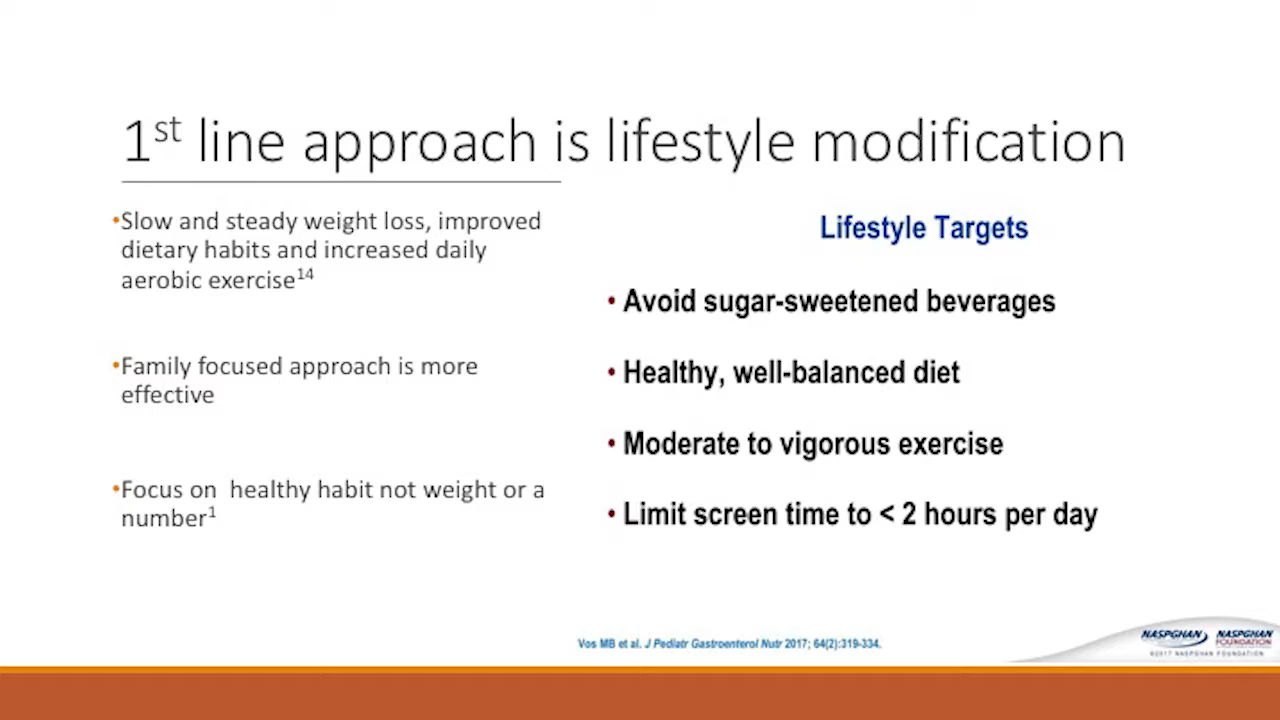 1st line approach is lifestyle modification
•Slow and steady weight loss, improved
dietary habits and increased daily
aerobic exercise14
•Family focused approach is more
effective
•Focus on  healthy habit not weight or a
number1
Lifestyle Targets
• Avoid sugar-sweetened beverages
• Healthy, well-balanced diet
• Moderate to vigorous exercise
• Limit screen time to < 2 hours per day
Vos MB et al. J Pediatr Gastroenterol Nutr 2017; 64(2):319-334.
NASPGHAN
NASPGHAN
FOUNDATION
©2017 NASPGHAN FOUNDATION